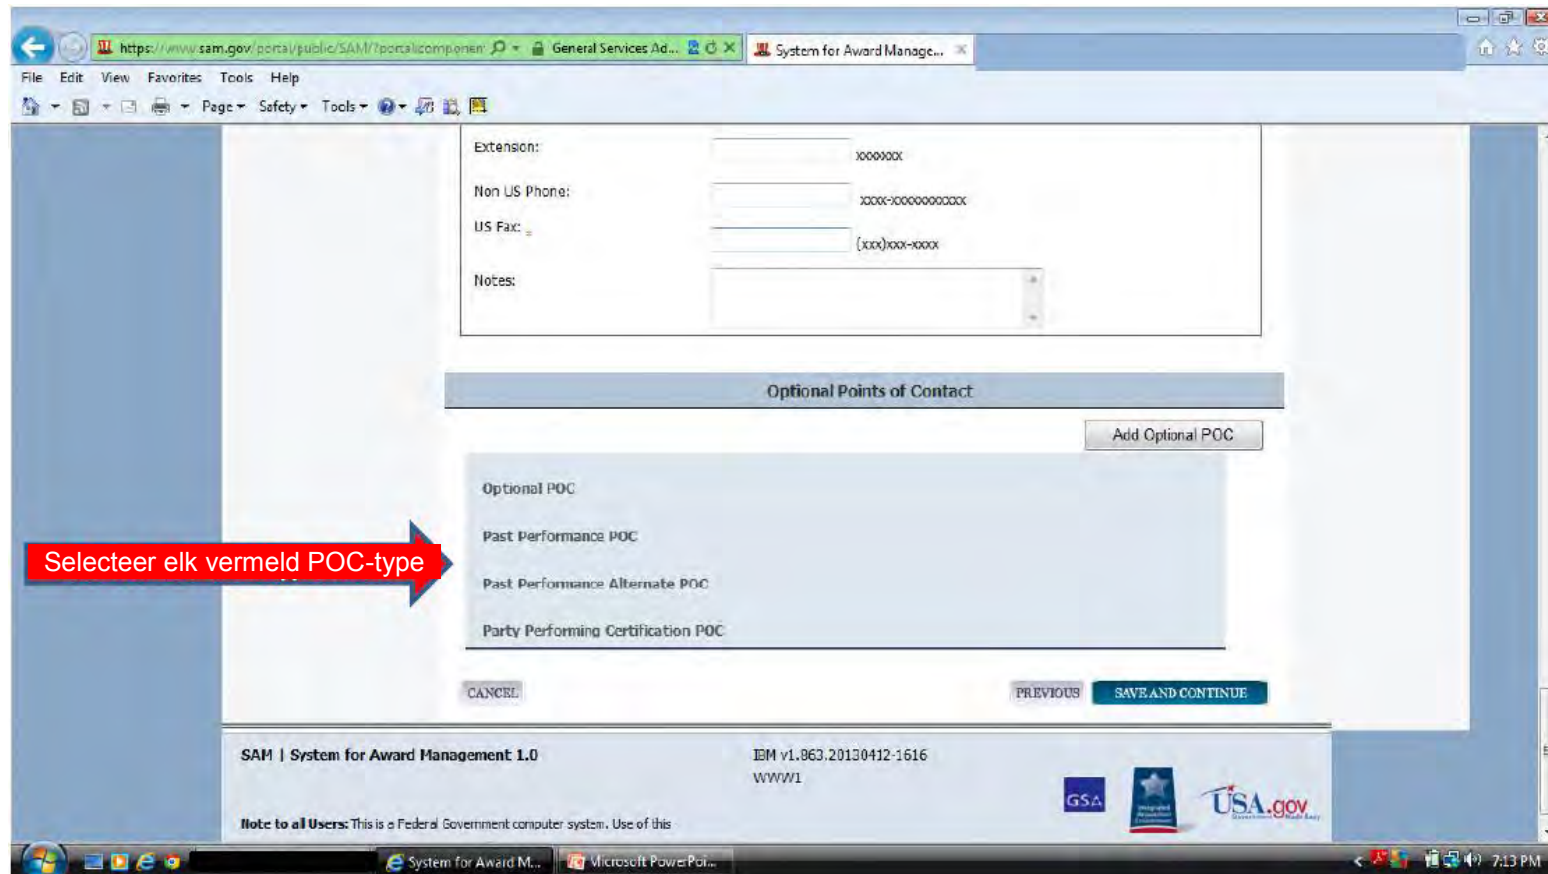 https://www.sam.gov/portal/public/SAM/?portal:componen General Services Ad... System for Award Manage...
File Edit View Favorites Tools Help
Page Safety Tools
Extension: xxxxxxx
Non US Phone: xxxx-xxxxxxxxxxxx
US Fax: (xxx)xxx-xxxx
Notes:
Optional Points of Contact
Add Optional POC
Optional POC
Past Performance POC
Selecteer elk vermeld POC-type
Past Performance Alternate POC
Party Performing Certification POC
CANCEL PREVIOUS SAVE AND CONTINUE
SAM | System for Award Management 1.0 IBM v1.863.20130412-1616
WWW1
GSA USA.gov
Note to all Users: This is a Federal Government computer system. Use of this
System for Award M... Microsoft PowerPoi... 7:13 PM